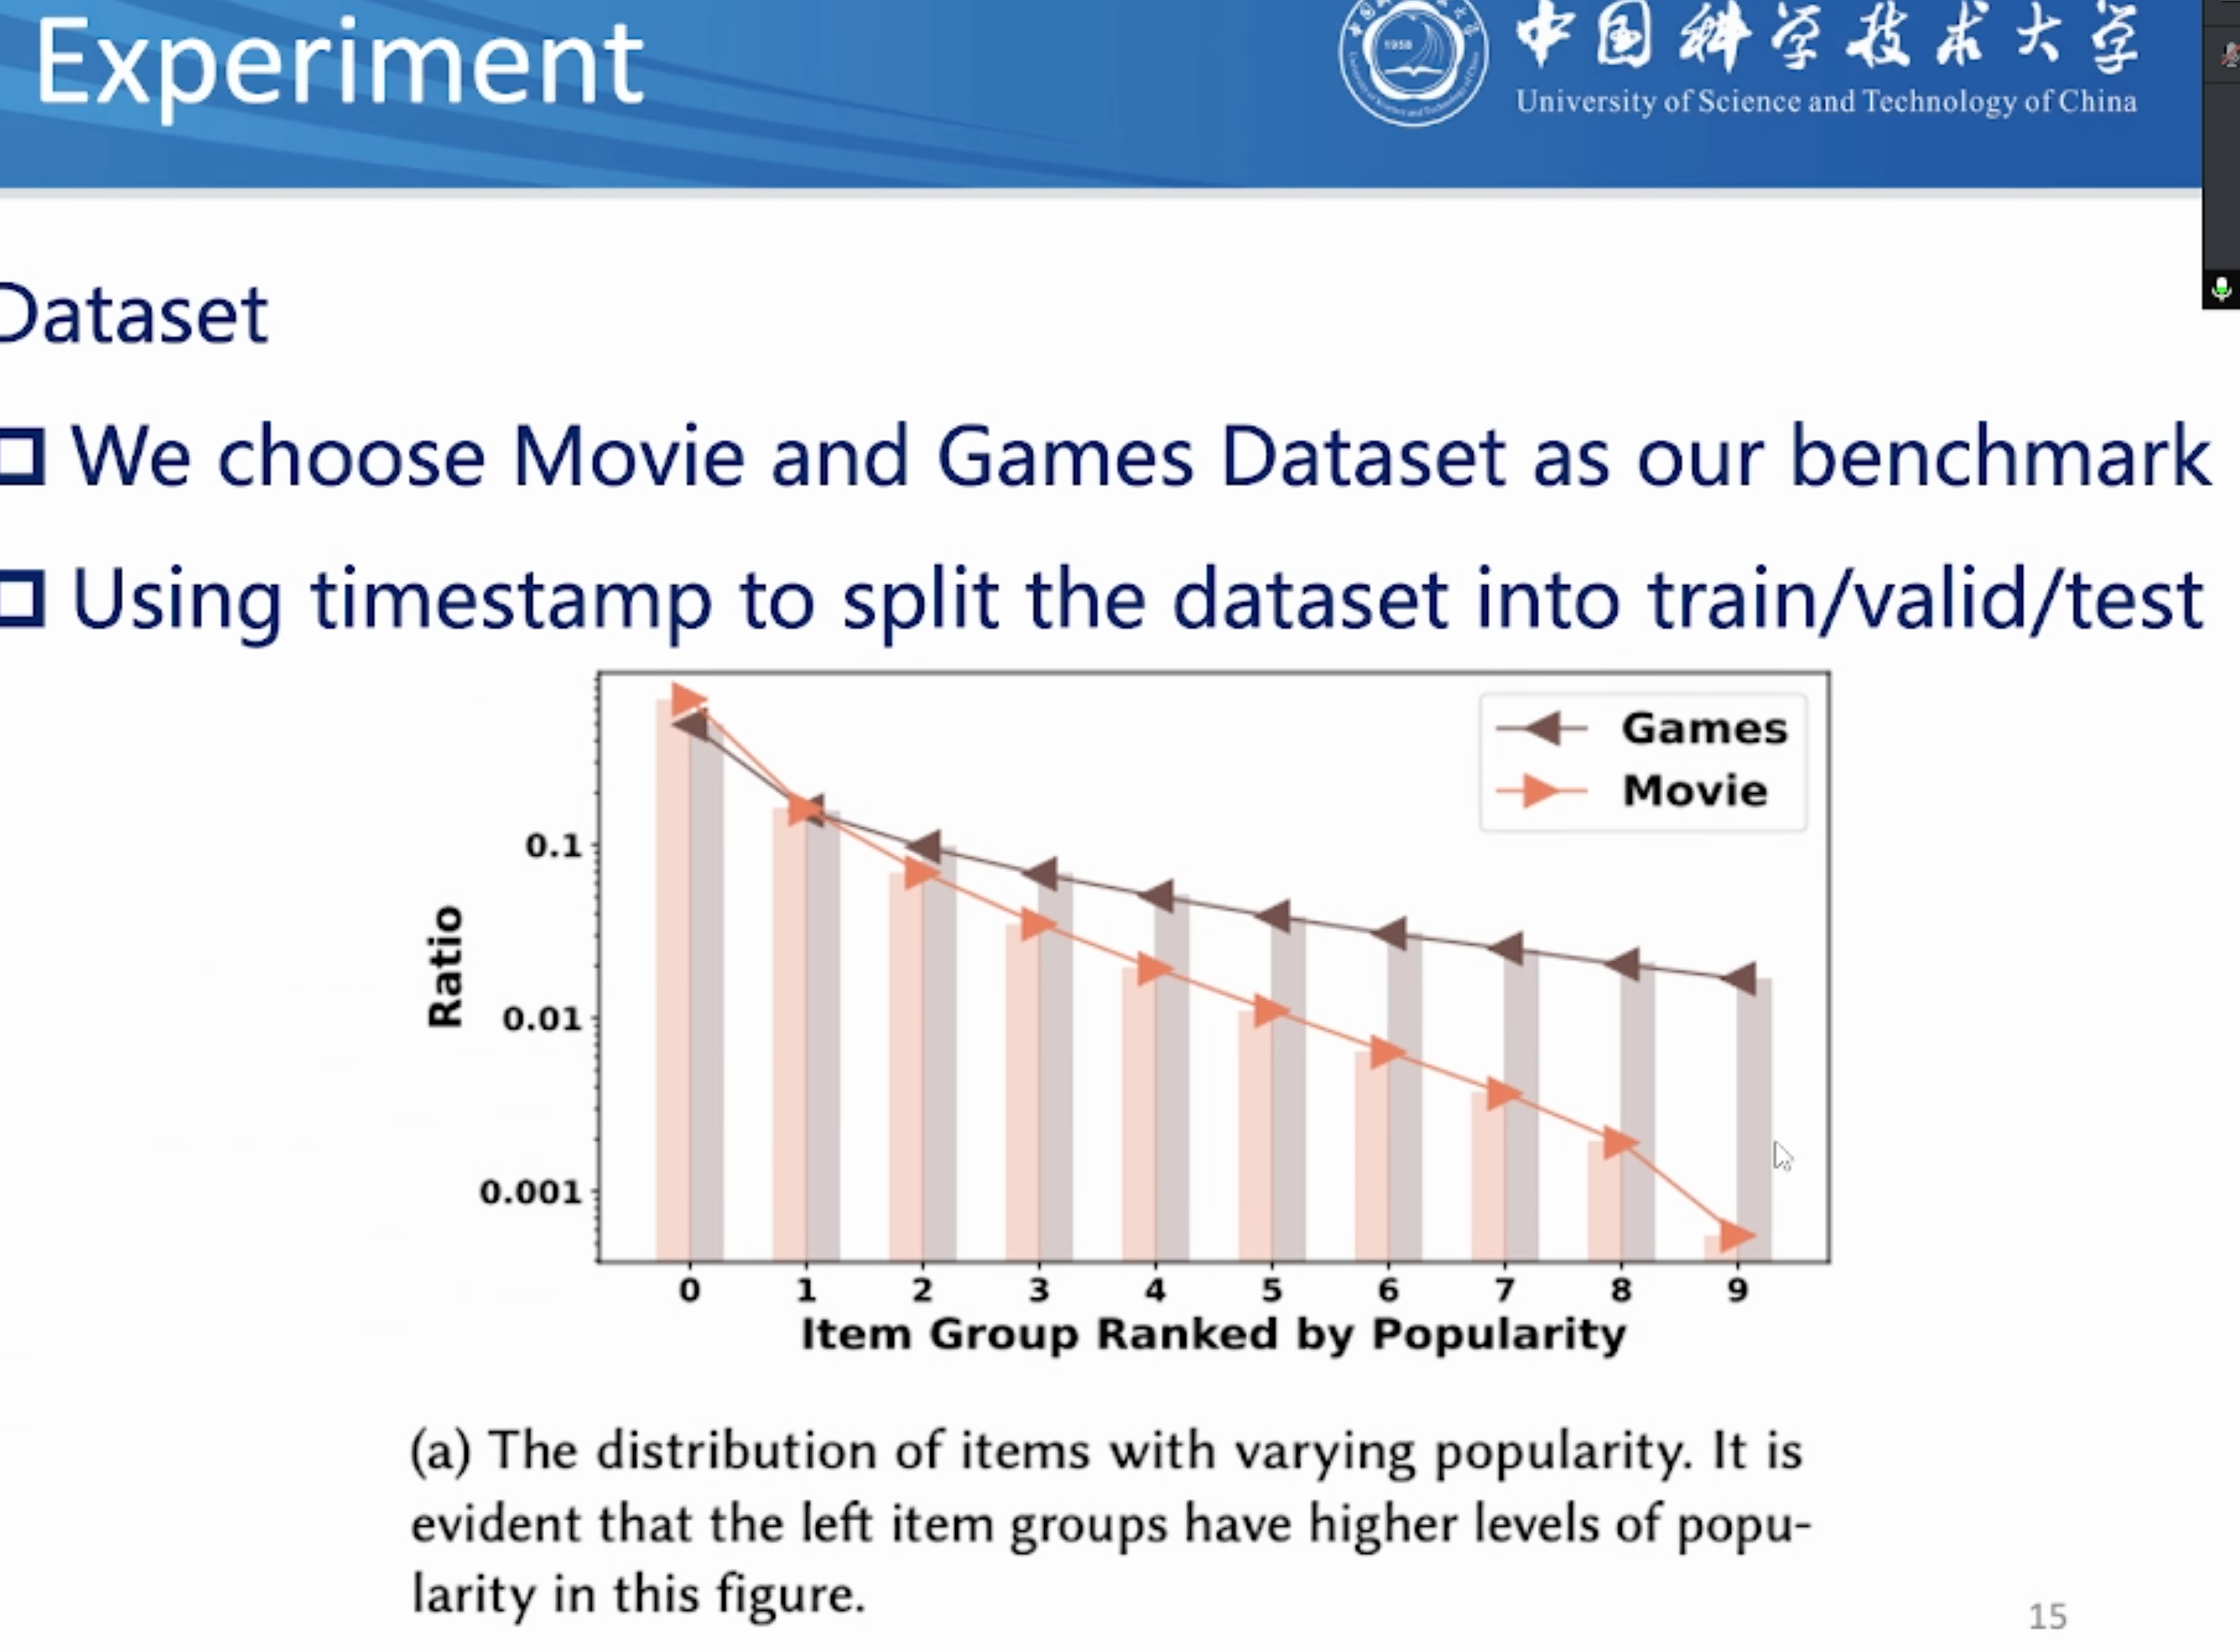 Experiment
中国科学技术大学
University of Science and Technology of China
1958
Dataset
We choose Movie and Games Dataset as our benchmark
Using timestamp to split the dataset into train/valid/test
Games
Movie
0.1
0.01
0.001
Ratio
0 1 2 3 4 5 6 7 8 9
Item Group Ranked by Popularity
(a) The distribution of items with varying popularity. It is
evident that the left item groups have higher levels of popu-
larity in this figure.
15